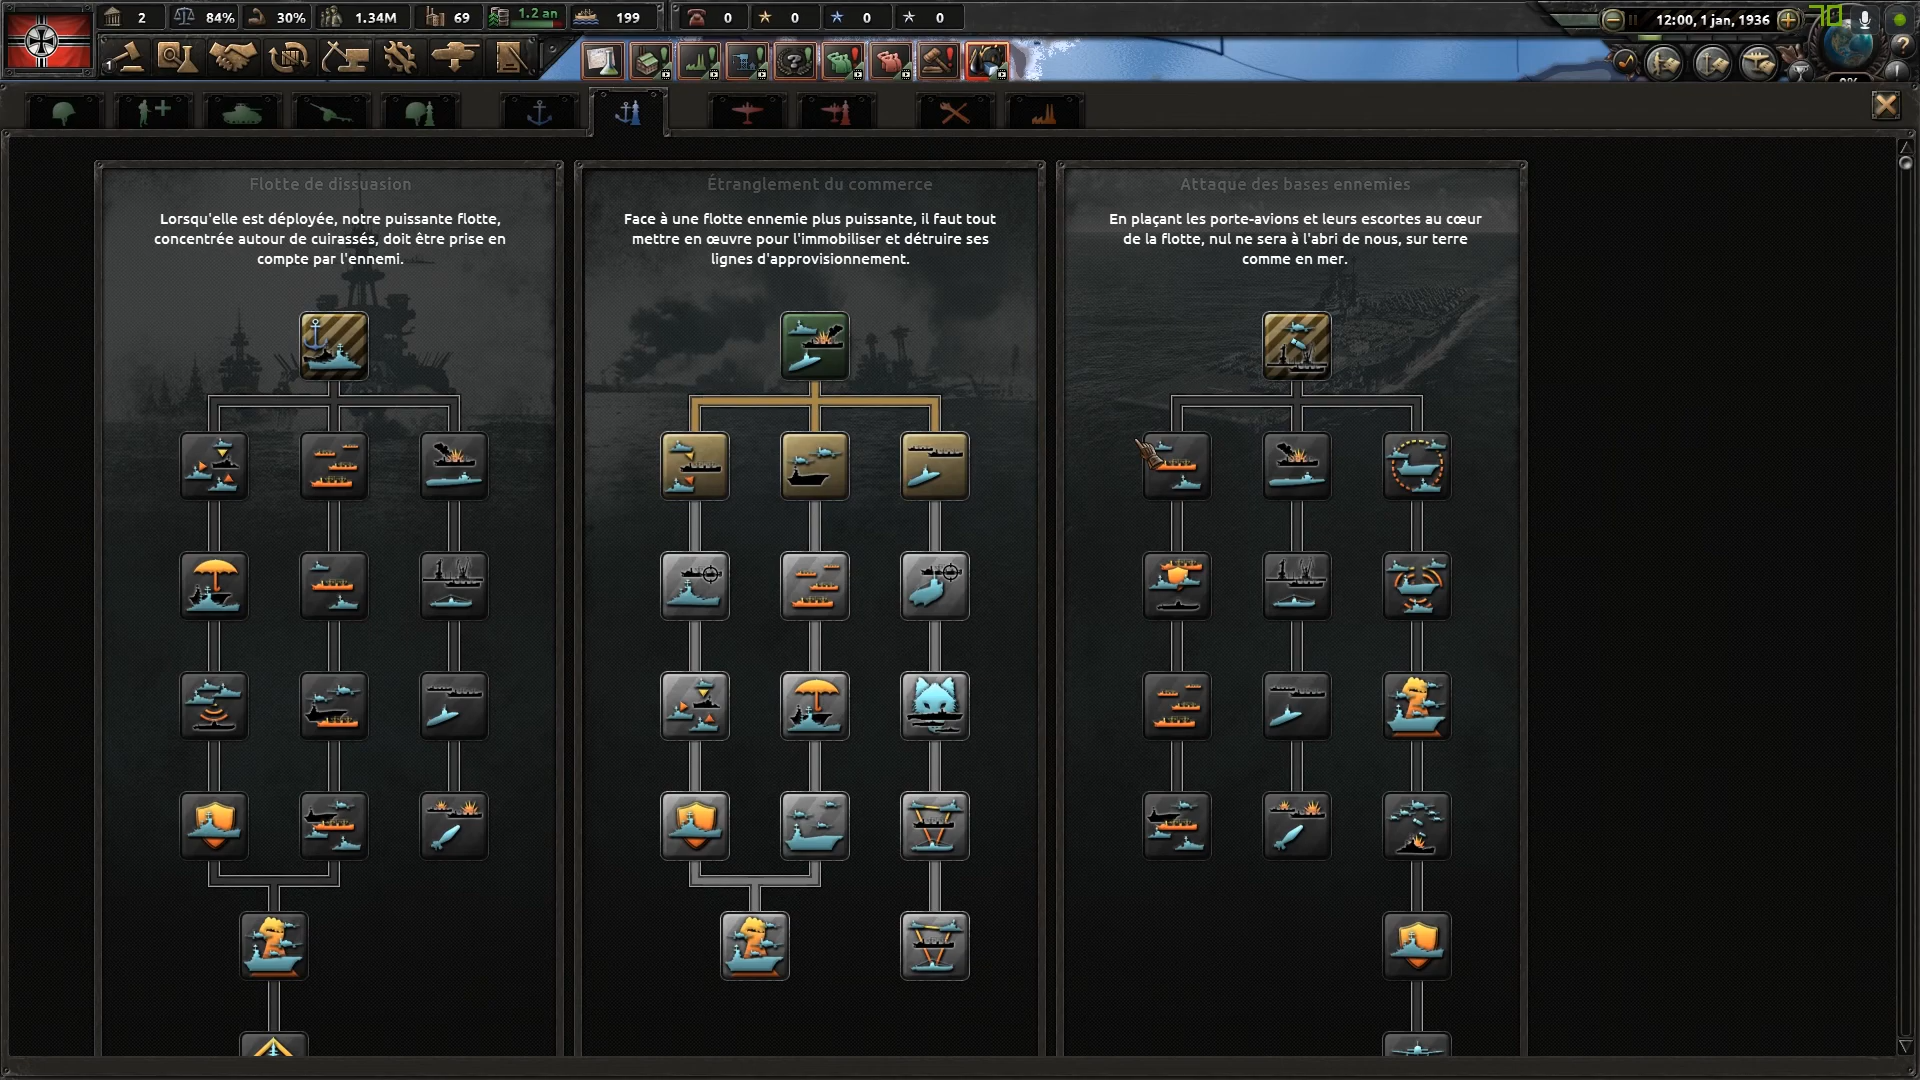 2
84%
30%
1.34M
69
1.2 an
199
0
0
0
0
12:00, 1 jan, 1936
70
1
Flotte de dissuasion
Lorsqu'elle est déployée, notre puissante flotte,
concentrée autour de cuirassés, doit être prise en
compte par l'ennemi.
Étranglement du commerce
Face à une flotte ennemie plus puissante, il faut tout
mettre en œuvre pour l'immobiliser et détruire ses
lignes d'approvisionnement.
Attaque des bases ennemies
En plaçant les porte-avions et leurs escortes au cœur
de la flotte, nul ne sera à l'abri de nous, sur terre
comme en mer.